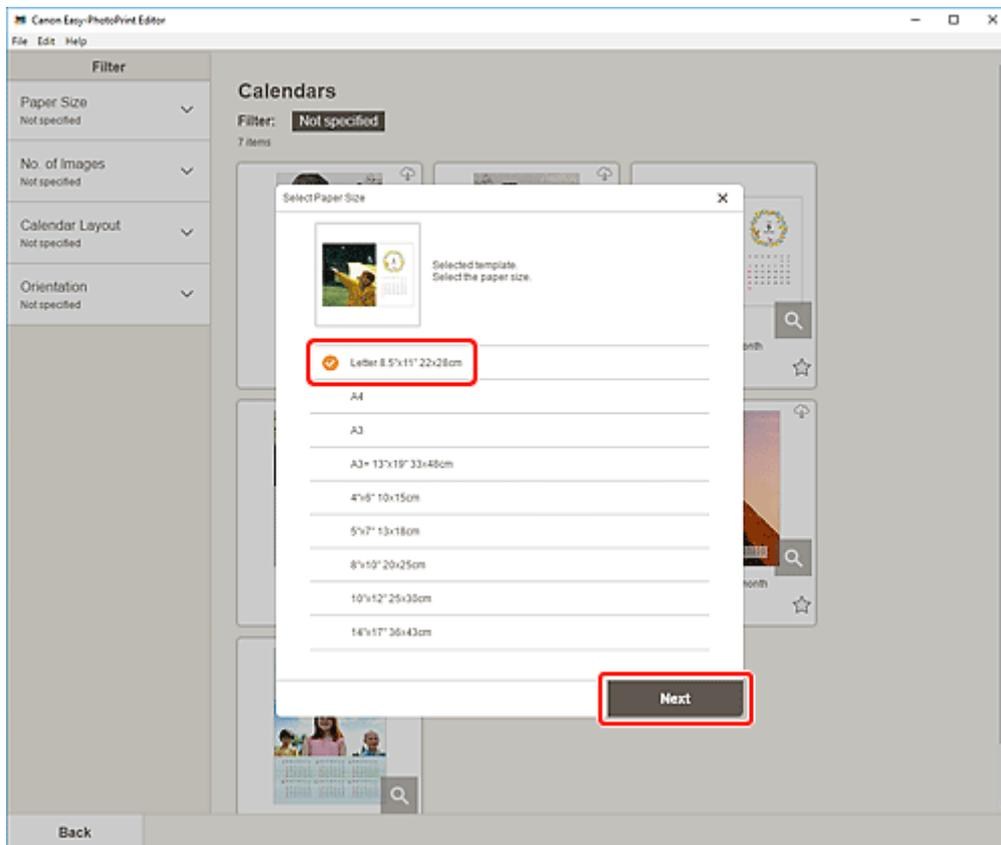 Canon Easy-PhotoPrint Editor
File Edit Help
Filter
Paper Size
Not specified
No. of Images
Not specified
Calendar Layout
Not specified
Orientation
Not specified
Calendars
Filter: Not specified
7 items
Select Paper Size
Selected template.
Select the paper size.
Letter 8.5"x11" 22x28cm
A4
A3
A3+ 13"x19" 33x48cm
4"x6" 10x15cm
5"x7" 13x18cm
8"x10" 20x25cm
10"x12" 25x30cm
14"x17" 36x43cm
Next
month
Back